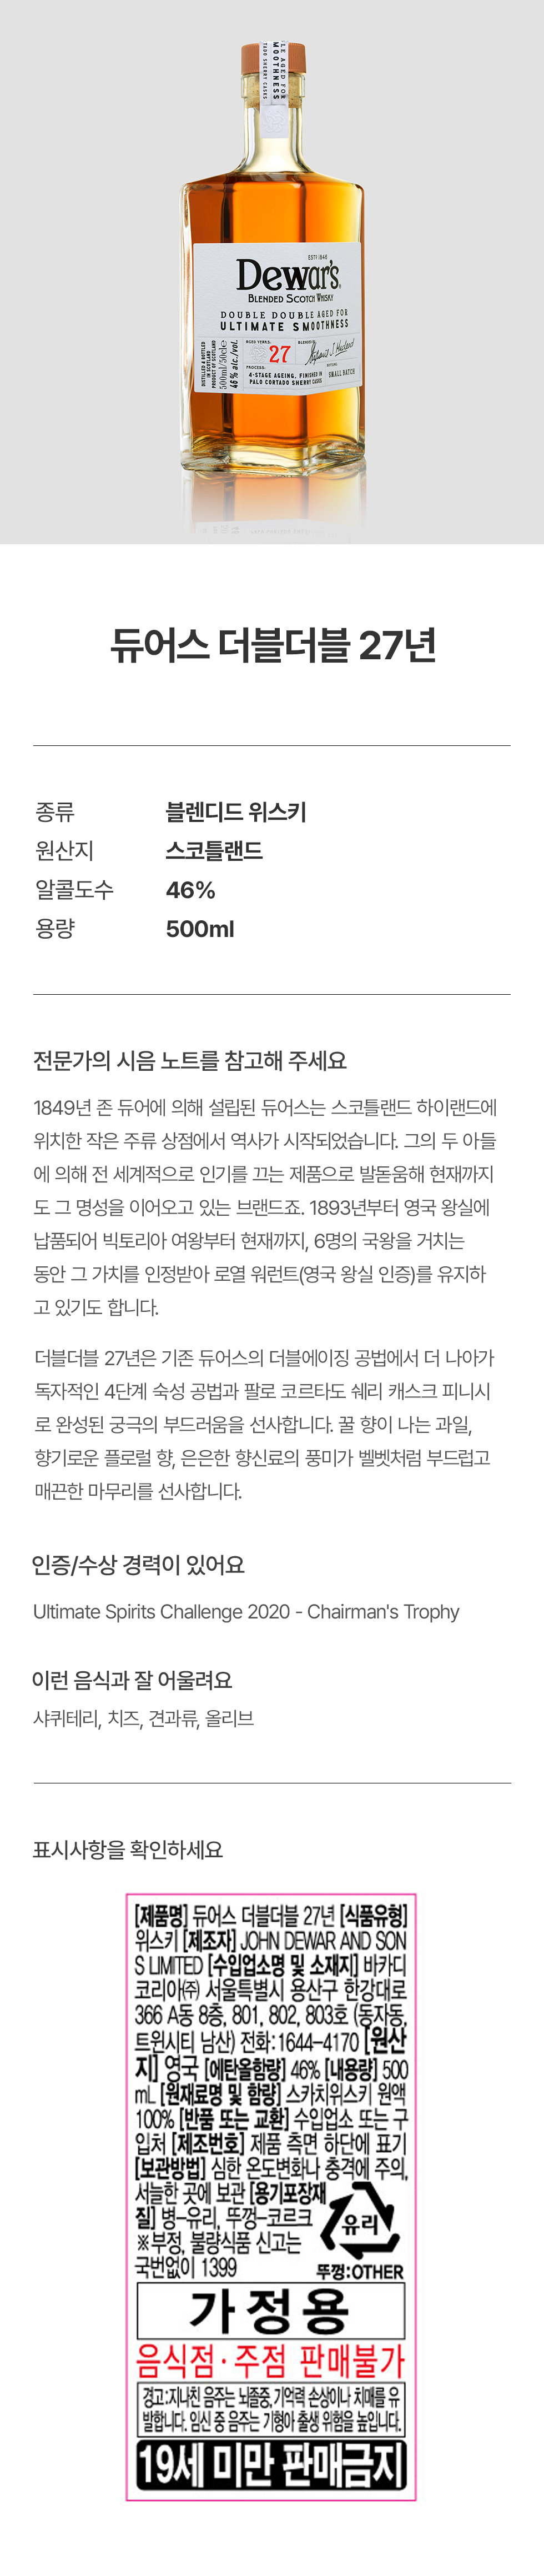 LE AGED FOR
MOOTHNESS
TADO SHERRY CASKS
ESTD 1846
Dewar's
BLENDED SCOTCH WHISKY
DOUBLE DOUBLE AGED FOR
ULTIMATE SMOOTHNESS
DISTILLED & BOTTLED
IN SCOTLAND
PRODUCT OF SCOTLAND
500ml/50cl e
46% alc./vol.
AGED YEARS:
27
BLENDER:
PROCESS:
4-STAGE AGEING, FINISHED IN
PALO CORTADO SHERRY CASKS
SMALL BATCH
듀어스 더블더블 27년
종류 블렌디드 위스키
원산지 스코틀랜드
알콜도수 46%
용량 500ml
전문가의 시음 노트를 참고해 주세요
1849년 존 듀어에 의해 설립된 듀어스는 스코틀랜드 하이랜드에
위치한 작은 주류 상점에서 역사가 시작되었습니다. 그의 두 아들
에 의해 전 세계적으로 인기를 끄는 제품으로 발돋움해 현재까지
도 그 명성을 이어오고 있는 브랜드죠. 1893년부터 영국 왕실에
납품되어 빅토리아 여왕부터 현재까지, 6명의 국왕을 거치는
동안 그 가치를 인정받아 로열 워런트(영국 왕실 인증)를 유지하
고 있기도 합니다.
더블더블 27년은 기존 듀어스의 더블에이징 공법에서 더 나아가
독자적인 4단계 숙성 공법과 팔로 코르타도 쉐리 캐스크 피니시
로 완성된 궁극의 부드러움을 선사합니다. 꿀 향이 나는 과일,
향기로운 플로럴 향, 은은한 향신료의 풍미가 벨벳처럼 부드럽고
매끈한 마무리를 선사합니다.
인증/수상 경력이 있어요
Ultimate Spirits Challenge 2020 - Chairman's Trophy
이런 음식과 잘 어울려요
샤퀴테리, 치즈, 견과류, 올리브
표시사항을 확인하세요
[제품명] 듀어스 더블더블 27년 [식품유형]
위스키 [제조자] JOHN DEWAR AND SON
S LIMITED [수입업소명 및 소재지] 바카디
코리아㈜ 서울특별시 용산구 한강대로
366 A동 8층, 801, 802, 803호 (동자동,
트윈시티 남산) 전화:1644-4170 [원산
지] 영국 [에탄올함량] 46% [내용량] 500
mL [원재료명 및 함량] 스카치위스키 원액
100% [반품 또는 교환] 수입업소 또는 구
입처 [제조번호] 제품 측면 하단에 표기
[보관방법] 심한 온도변화나 충격에 주의,
서늘한 곳에 보관 [용기포장재
질] 병-유리, 뚜껑-코르크
※부정, 불량식품 신고는
국번없이 1399
유리
뚜껑:OTHER
가정용
음식점·주점 판매불가
경고:지나친 음주는 뇌졸중, 기억력 손상이나 치매를 유
발합니다. 임신 중 음주는 기형아 출생 위험을 높입니다.
19세 미만 판매금지